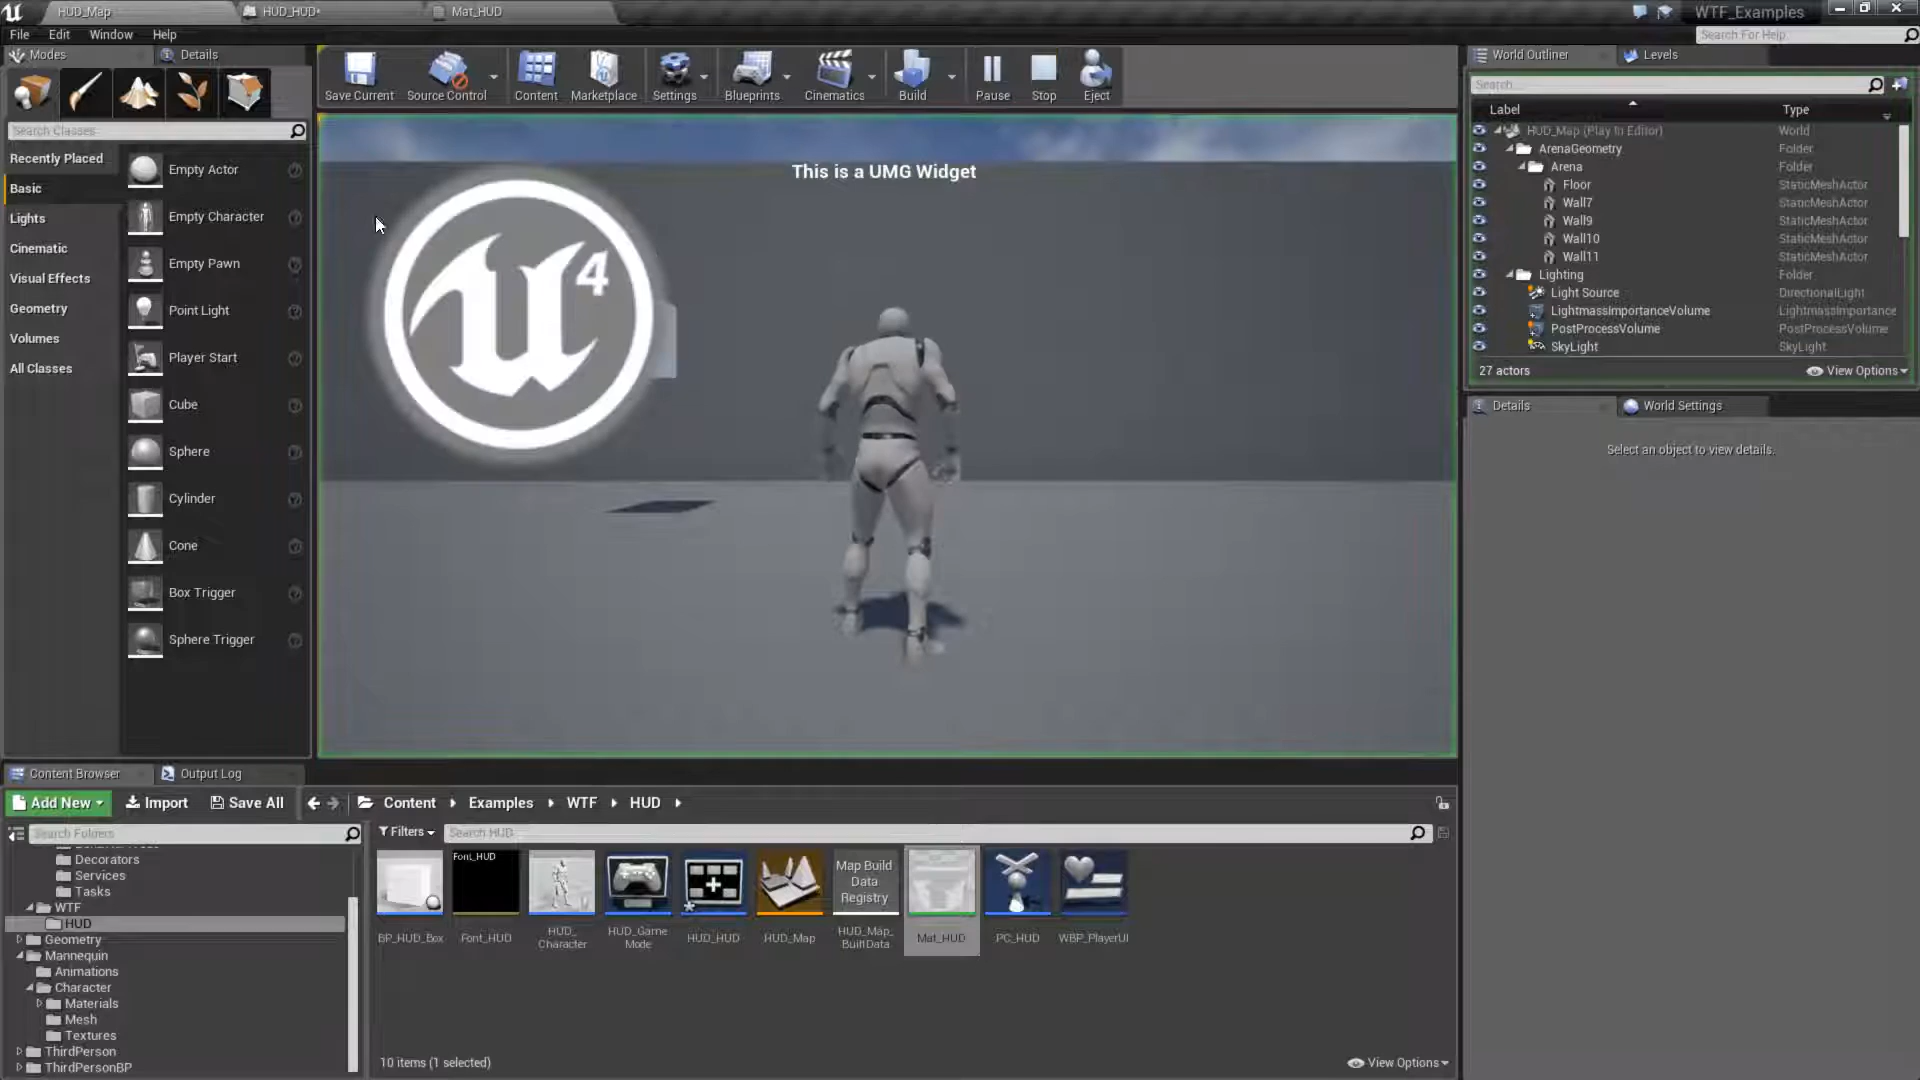 HUD_Map
HUD_HUD*
Mat_HUD
WTF_Examples
File
Edit
Window
Help
Search For Help
Modes
Details
Save Current
Source Control
Content
Marketplace
Settings
Blueprints
Cinematics
Build
Pause
Stop
Eject
World Outliner
Levels
Search...
Label
Type
HUD_Map (Play In Editor)
World
ArenaGeometry
Folder
Arena
Folder
Floor
StaticMeshActor
Wall7
StaticMeshActor
Wall9
StaticMeshActor
Wall10
StaticMeshActor
Wall11
StaticMeshActor
Lighting
Folder
Light Source
DirectionalLight
LightmassImportanceVolume
LightmassImportance
PostProcessVolume
PostProcessVolume
SkyLight
SkyLight
27 actors
View Options
Details
World Settings
Select an object to view details.
Search Classes
Recently Placed
Basic
Lights
Cinematic
Visual Effects
Geometry
Volumes
All Classes
Empty Actor
Empty Character
Empty Pawn
Point Light
Player Start
Cube
Sphere
Cylinder
Cone
Box Trigger
Sphere Trigger
This is a UMG Widget
4
Content Browser
Output Log
Add New
Import
Save All
Content
Examples
WTF
HUD
Search Folders
Filters
Search HUD
Decorators
Services
Tasks
WTF
HUD
Geometry
Mannequin
Animations
Character
Materials
Mesh
Textures
ThirdPerson
ThirdPersonBP
Font_HUD
Map Build
Data
Registry
BP_HUD_Box
Font_HUD
HUD_
Character
HUD_Game
Mode
HUD_HUD
HUD_Map
HUD_Map_
BuiltData
Mat_HUD
PC_HUD
WBP_PlayerUI
10 items (1 selected)
View Options